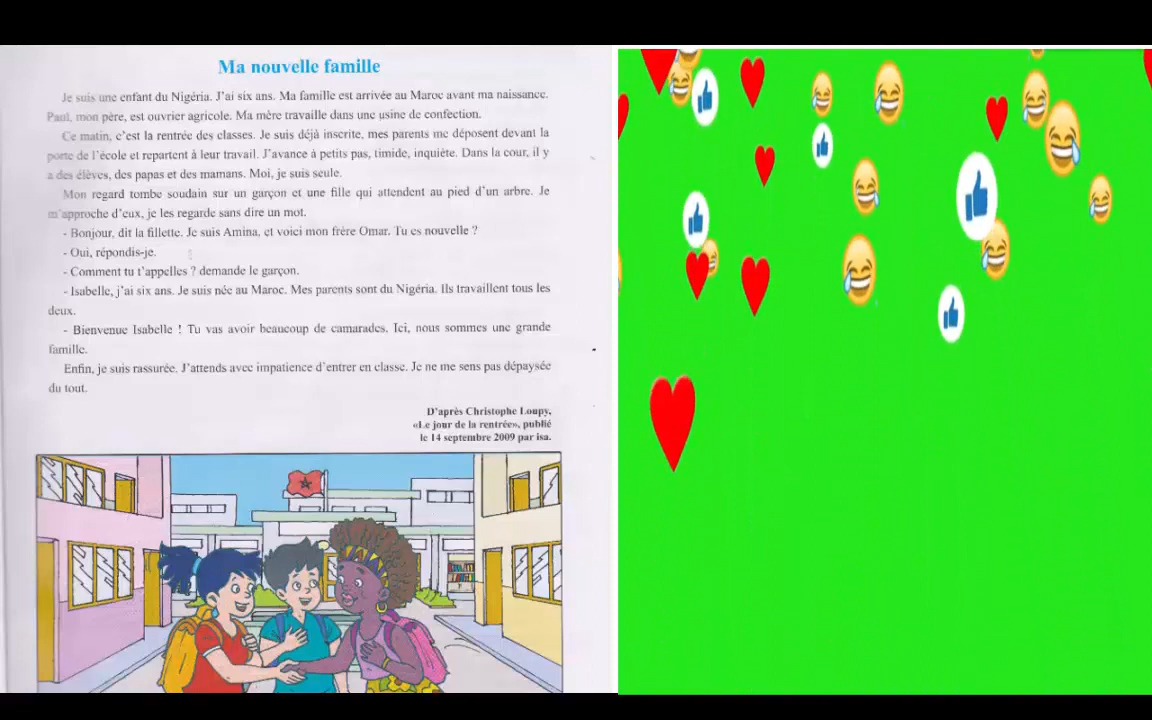 Ma nouvelle famille
Je suis une enfant du Nigéria. J'ai six ans. Ma famille est arrivée au Maroc avant ma naissance.
Paul, mon père, est ouvrier agricole. Ma mère travaille dans une usine de confection.
Ce matin, c'est la rentrée des classes. Je suis déjà inscrite, mes parents me déposent devant la
porte de l'école et repartent à leur travail. J'avance à petits pas, timide, inquiète. Dans la cour, il y
a des élèves, des papas et des mamans. Moi, je suis seule.
Mon regard tombe soudain sur un garçon et une fille qui attendent au pied d'un arbre. Je
m'approche d'eux, je les regarde sans dire un mot.
- Bonjour, dit la fillette. Je suis Amina, et voici mon frère Omar. Tu es nouvelle ?
- Oui, répondis-je.
- Comment tu t'appelles ? demande le garçon.
- Isabelle, j'ai six ans. Je suis née au Maroc. Mes parents sont du Nigéria. Ils travaillent tous les
deux.
- Bienvenue Isabelle ! Tu vas avoir beaucoup de camarades. Ici, nous sommes une grande
famille.
Enfin, je suis rassurée. J'attends avec impatience d'entrer en classe. Je ne me sens pas dépaysée
du tout.
D'après Christophe Loupy,
«Le jour de la rentrée», publié
le 14 septembre 2009 par isa.